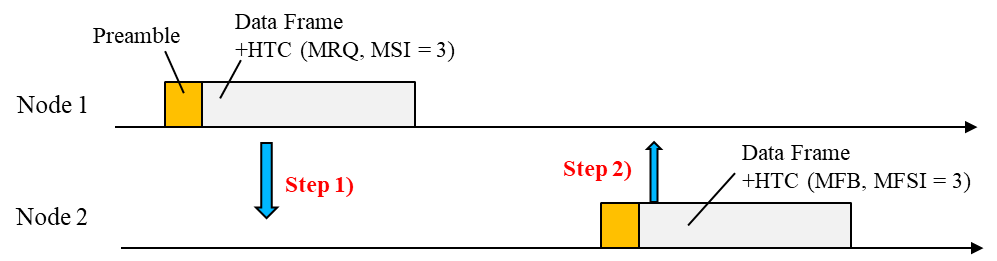 Preamble
Data Frame
+HTC (MRQ, MSI = 3)
Node 1
Step 1)
Step 2)
Data Frame
+HTC (MFB, MFSI = 3)
Node 2